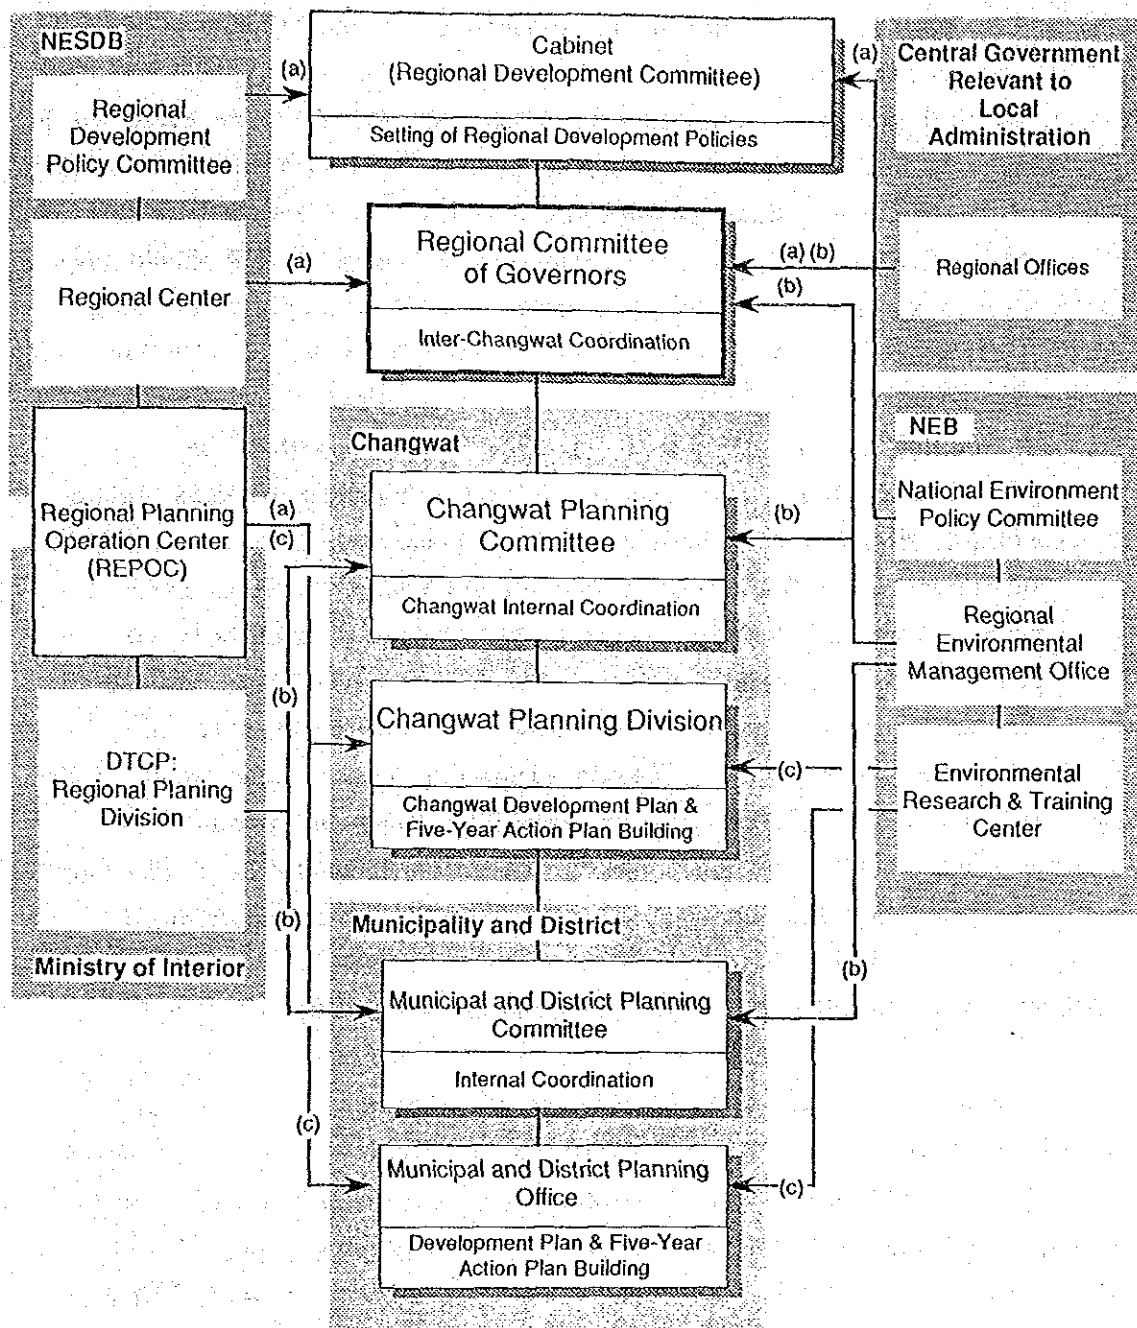 NESDB
Regional
Development
Policy Committee
Regional Center
Regional Planning
Operation Center
(REPOC)
DTCP:
Regional Planing
Division
Ministry of Interior
(a)
(a)
(a)
(c)
(b)
(b)
(c)
Cabinet
(Regional Development Committee)
Setting of Regional Development Policies
Regional Committee
of Governors
Inter-Changwat Coordination
Changwat
Changwat Planning
Committee
Changwat Internal Coordination
Changwat Planning Division
Changwat Development Plan &
Five-Year Action Plan Building
Municipality and District
Municipal and District Planning
Committee
Internal Coordination
Municipal and District Planning
Office
Development Plan & Five-Year
Action Plan Building
(a)
(a) (b)
(b)
(b)
(c)
(b)
(c)
Central Government
Relevant to
Local
Administration
Regional Offices
NEB
National Environment
Policy Committee
Regional
Environmental
Management Office
Environmental
Research & Training
Center